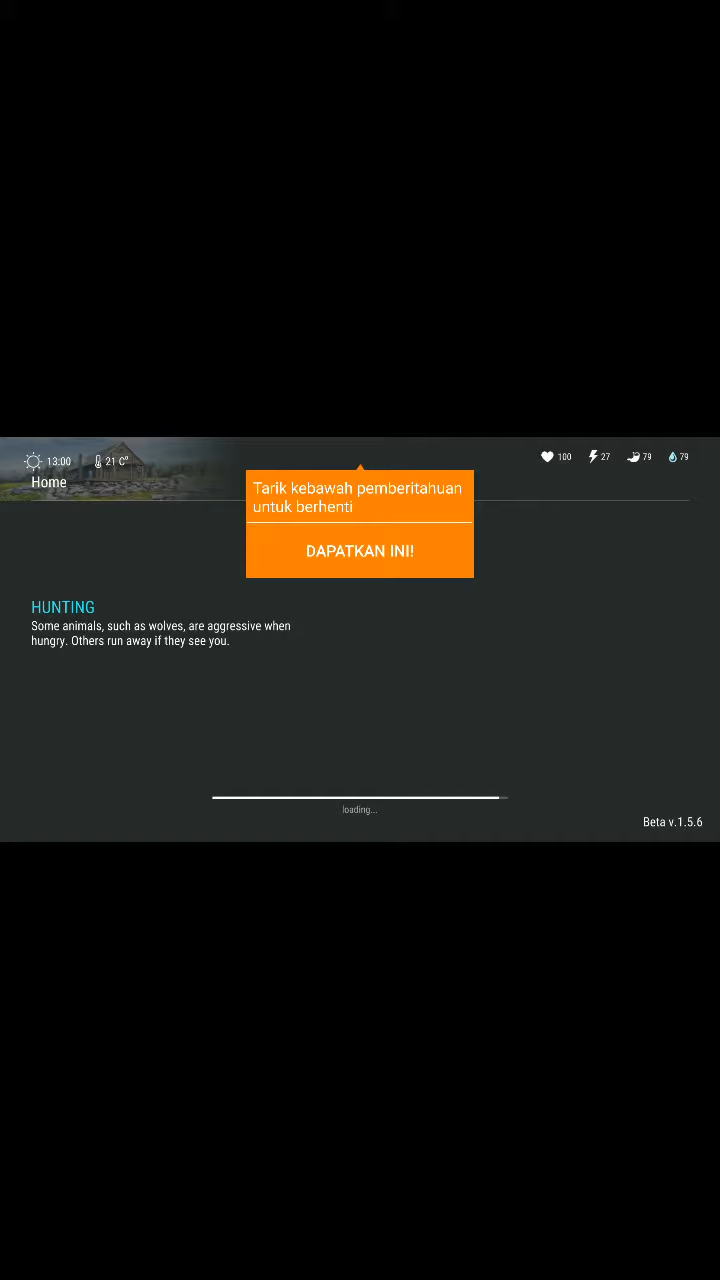 13:00 21 C°
100 27 79 79
Home
Tarik kebawah pemberitahuan
untuk berhenti
DAPATKAN INI!
HUNTING
Some animals, such as wolves, are aggressive when
hungry. Others run away if they see you.
loading...
Beta v.1.5.6